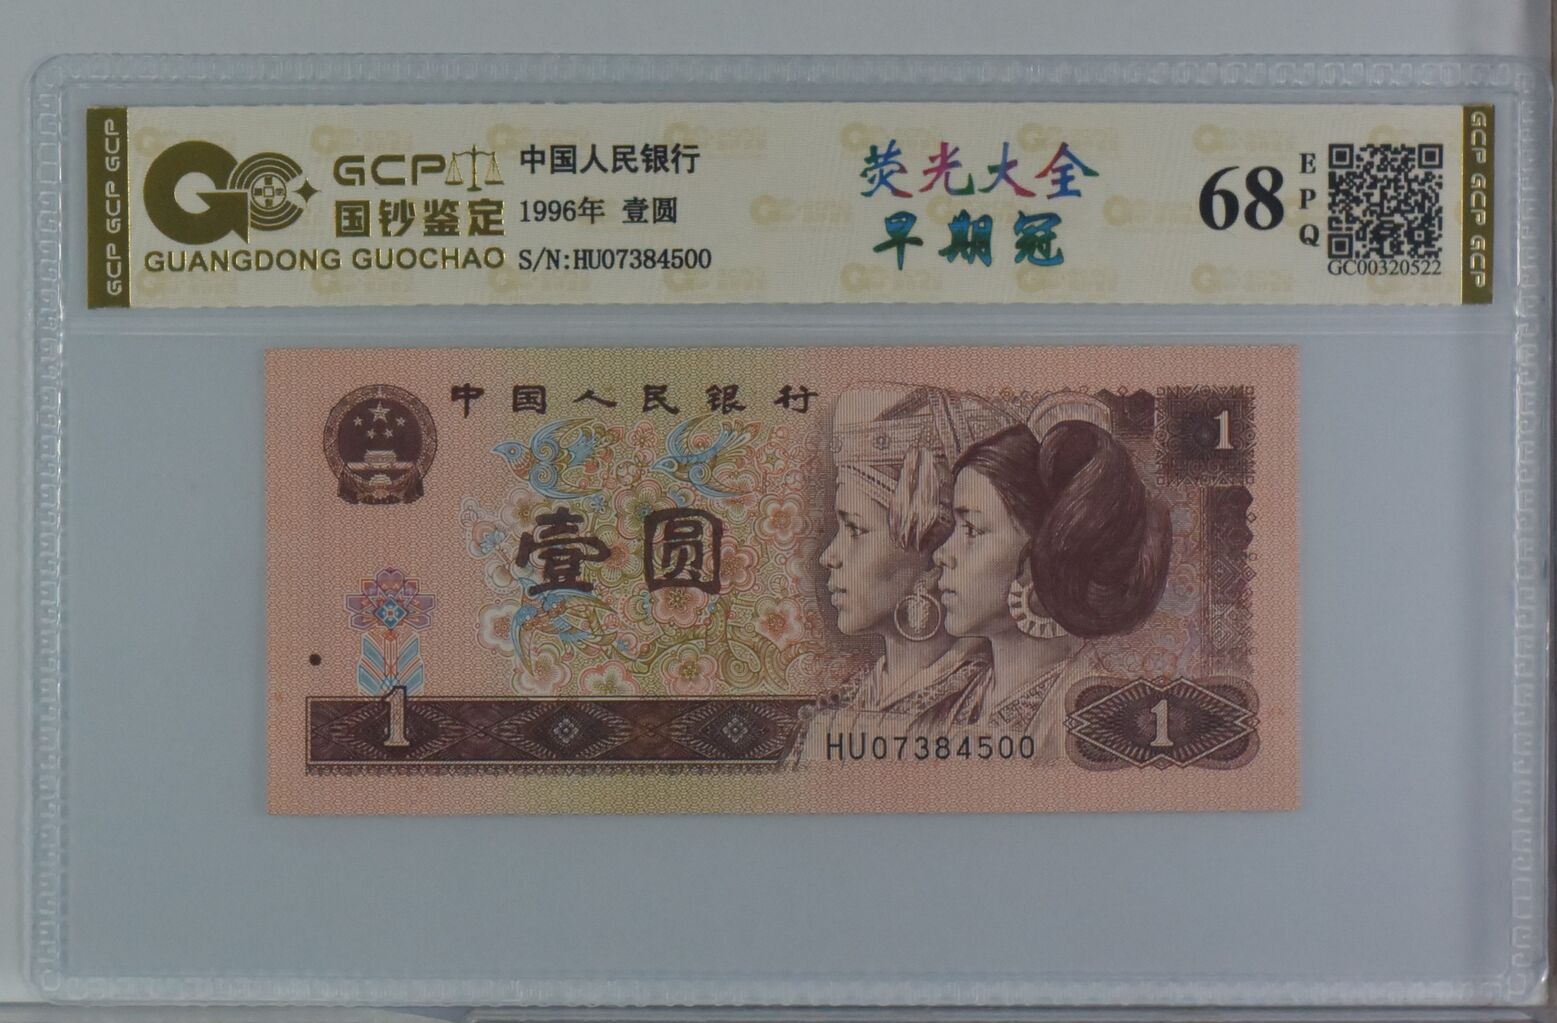 GCP GCP GCP
GCP
国钞鉴定
GUANGDONG GUOCHAO
中国人民银行
1996年 壹圆
S/N:HU07384500
荧光大全
早期冠
68
EPQ
GC00320522
GCP GCP GCP
中国人民银行
1
壹圆
1
HU07384500
1